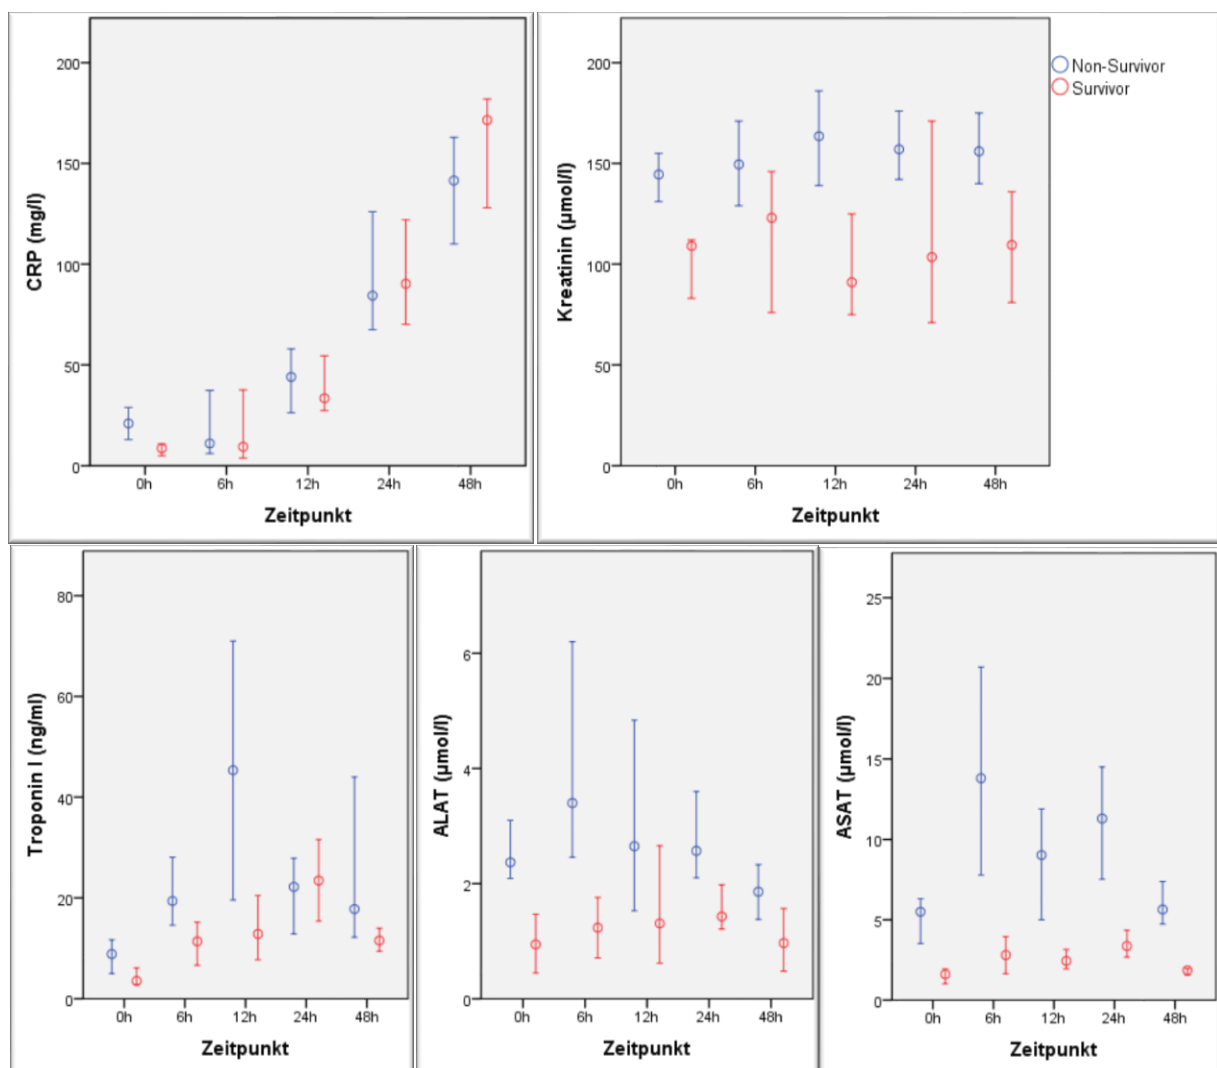 CRP (mg/l)
200
150
100
50
0
0h 6h 12h 24h 48h
Zeitpunkt
Kreatinin (µmol/l)
200
150
100
50
0
0h 6h 12h 24h 48h
Zeitpunkt
Non-Survivor
Survivor
Troponin I (ng/ml)
80
60
40
20
0
0h 6h 12h 24h 48h
Zeitpunkt
ALAT (µmol/l)
6
4
2
0
0h 6h 12h 24h 48h
Zeitpunkt
ASAT (µmol/l)
25
20
15
10
5
0
0h 6h 12h 24h 48h
Zeitpunkt